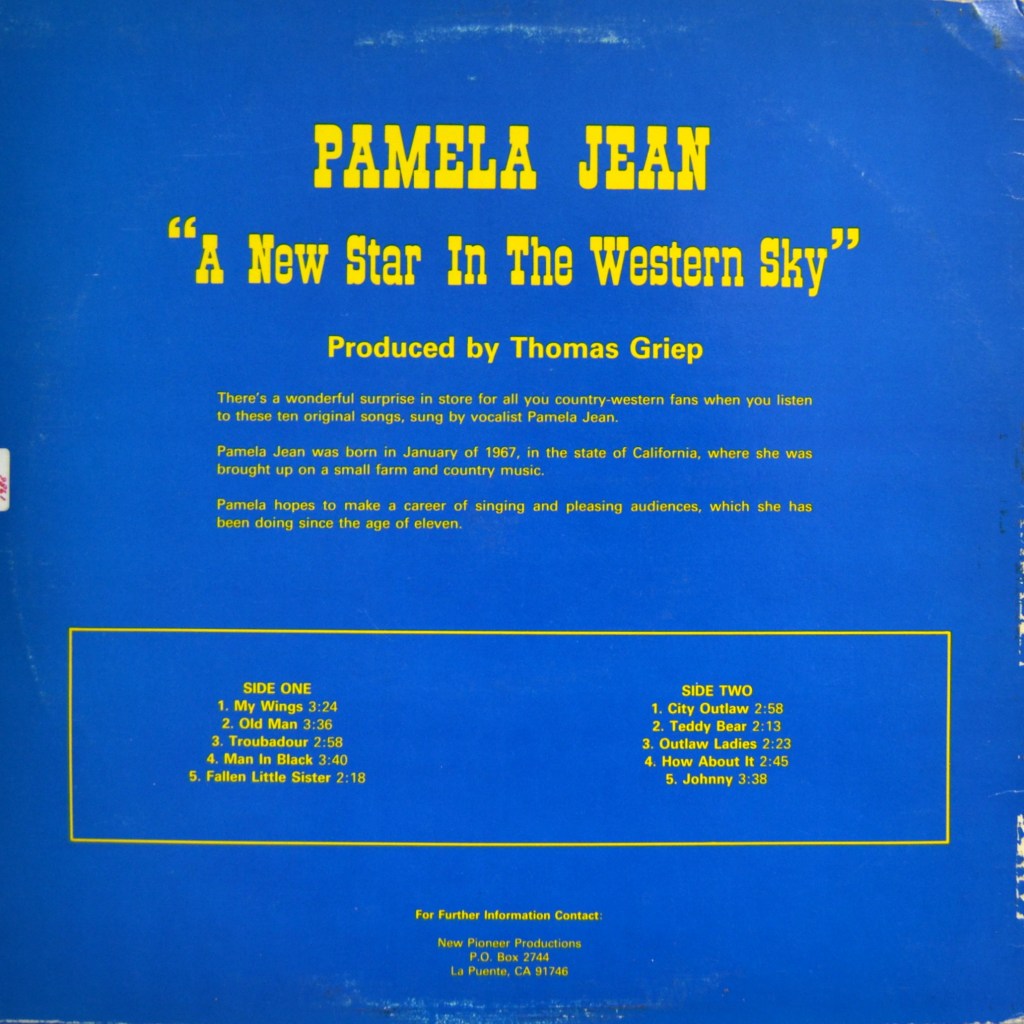 PAMELA JEAN
“A New Star In The Western Sky”
Produced by Thomas Griep
There's a wonderful surprise in store for all you country-western fans when you listen
to these ten original songs, sung by vocalist Pamela Jean.
Pamela Jean was born in January of 1967, in the state of California, where she was
brought up on a small farm and country music.
Pamela hopes to make a career of singing and pleasing audiences, which she has
been doing since the age of eleven.
SIDE ONE
1. My Wings 3:24
2. Old Man 3:36
3. Troubadour 2:58
4. Man In Black 3:40
5. Fallen Little Sister 2:18
SIDE TWO
1. City Outlaw 2:58
2. Teddy Bear 2:13
3. Outlaw Ladies 2:23
4. How About It 2:45
5. Johnny 3:38
For Further Information Contact:
New Pioneer Productions
P.O. Box 2744
La Puente, CA 91746